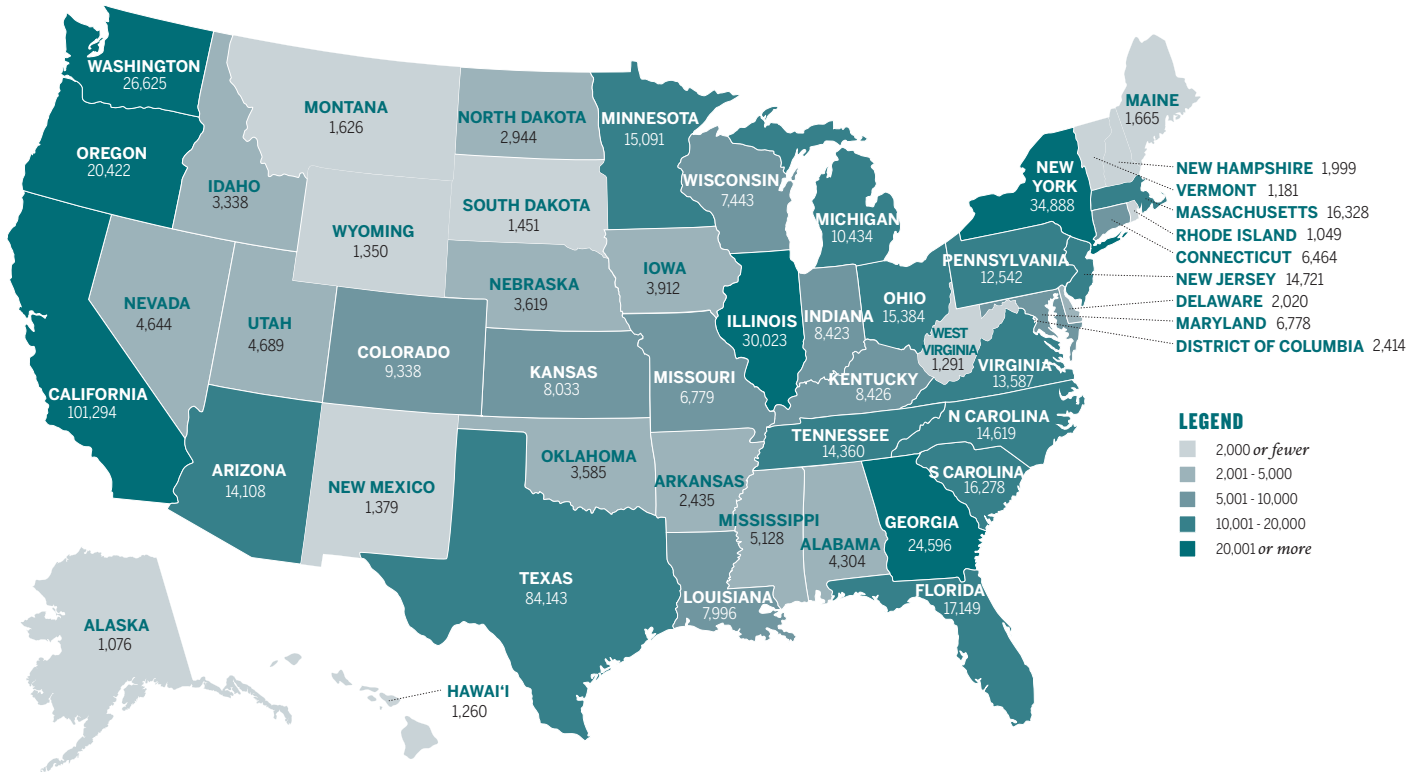 WASHINGTON
26,625
OREGON
20,422
CALIFORNIA
101,294
IDAHO
3,338
NEVADA
4,644
UTAH
4,689
ARIZONA
14,108
MONTANA
1,626
WYOMING
1,350
COLORADO
9,338
NEW MEXICO
1,379
NORTH DAKOTA
2,944
SOUTH DAKOTA
1,451
NEBRASKA
3,619
KANSAS
8,033
OKLAHOMA
3,585
TEXAS
84,143
MINNESOTA
15,091
IOWA
3,912
MISSOURI
6,779
ARKANSAS
2,435
LOUISIANA
7,996
WISCONSIN
7,443
ILLINOIS
30,023
MICHIGAN
10,434
INDIANA
8,423
OHIO
15,384
KENTUCKY
8,426
TENNESSEE
14,360
MISSISSIPPI
5,128
ALABAMA
4,304
GEORGIA
24,596
FLORIDA
17,149
S CAROLINA
16,278
N CAROLINA
14,619
VIRGINIA
13,587
WEST
VIRGINIA
1,291
PENNSYLVANIA
12,542
NEW
YORK
34,888
MAINE
1,665
NEW HAMPSHIRE 1,999
VERMONT 1,181
MASSACHUSETTS 16,328
RHODE ISLAND 1,049
CONNECTICUT 6,464
NEW JERSEY 14,721
DELAWARE 2,020
MARYLAND 6,778
DISTRICT OF COLUMBIA 2,414
ALASKA
1,076
HAWAI‘I
1,260
LEGEND
2,000 or fewer
2,001 - 5,000
5,001 - 10,000
10,001 - 20,000
20,001 or more